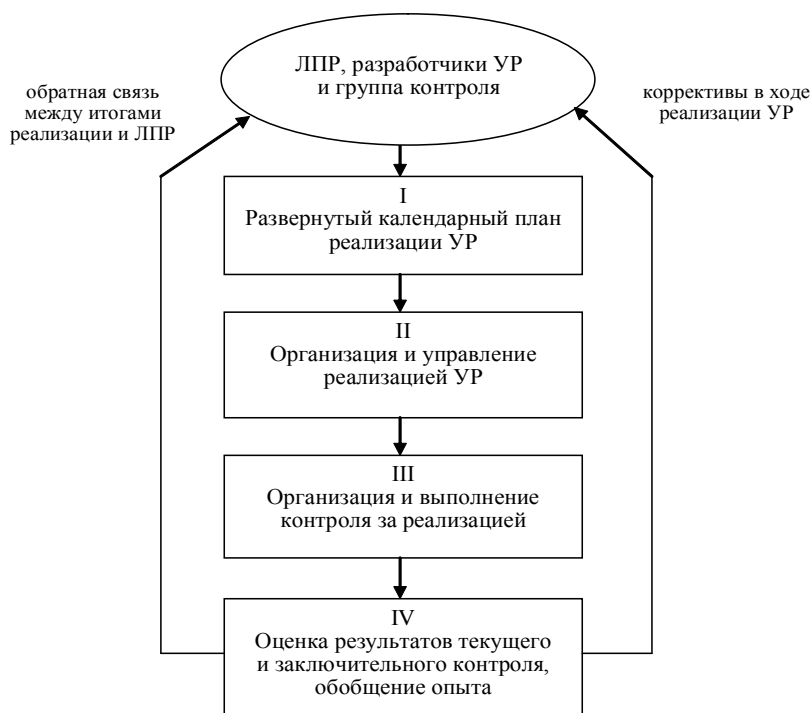 ЛПР, разработчики УР
и группа контроля
обратная связь
между итогами
реализации и ЛПР
коррективы в ходе
реализации УР
I
Развернутый календарный план
реализации УР
II
Организация и управление
реализацией УР
III
Организация и выполнение
контроля за реализацией
IV
Оценка результатов текущего
и заключительного контроля,
обобщение опыта